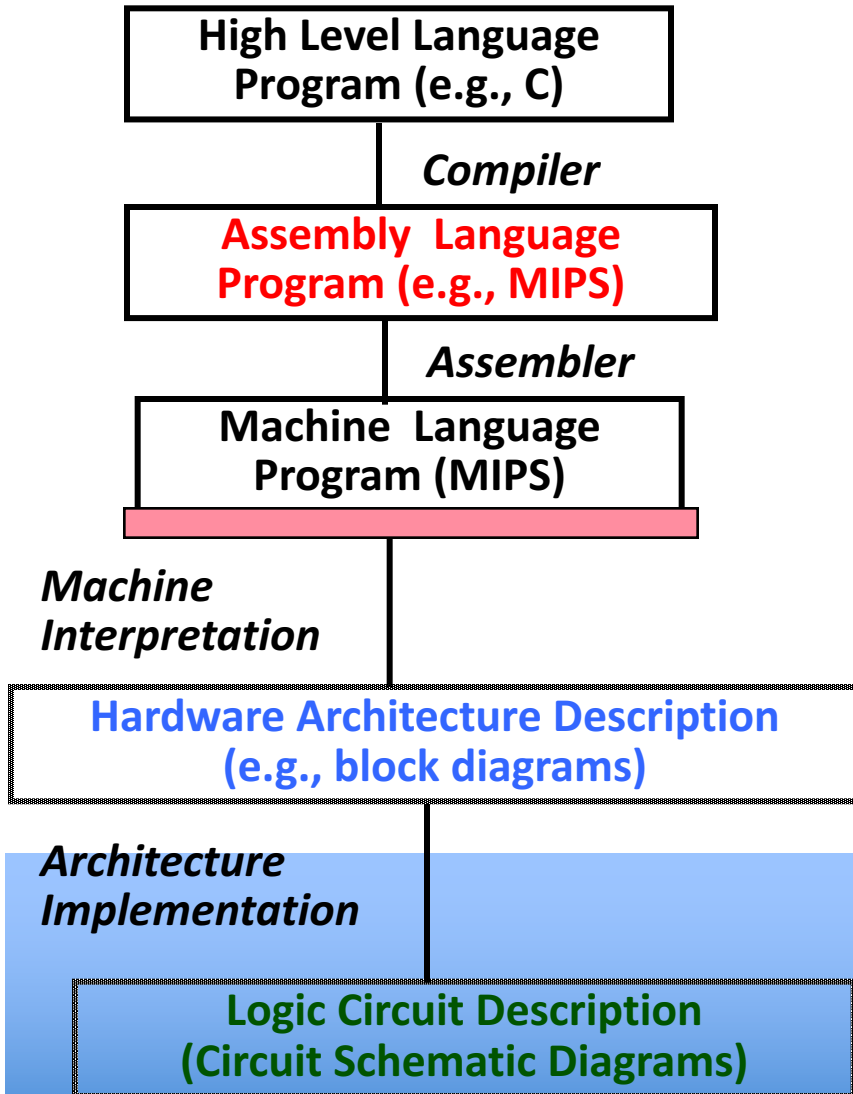 High Level Language
Program (e.g., C)
Compiler
Assembly Language
Program (e.g., MIPS)
Assembler
Machine Language
Program (MIPS)
Machine
Interpretation
Hardware Architecture Description
(e.g., block diagrams)
Architecture
Implementation
Logic Circuit Description
(Circuit Schematic Diagrams)